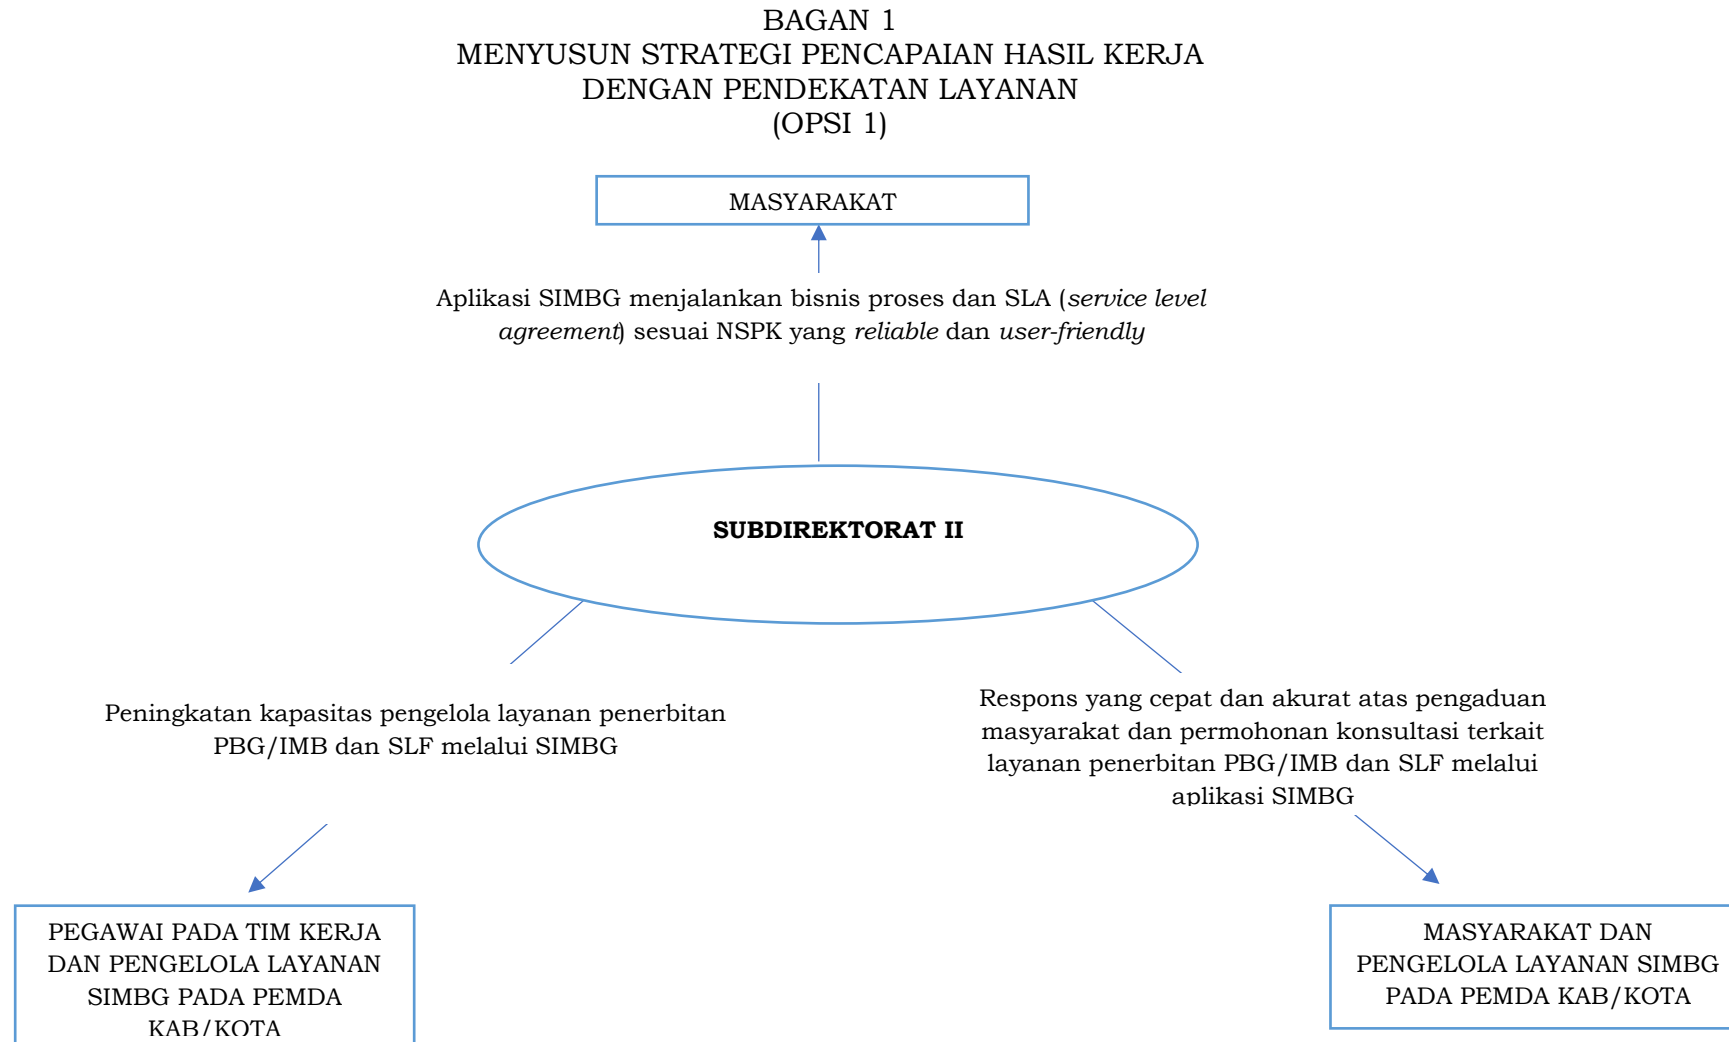 BAGAN 1
MENYUSUN STRATEGI PENCAPAIAN HASIL KERJA
DENGAN PENDEKATAN LAYANAN
(OPSI 1)
MASYARAKAT
Aplikasi SIMBG menjalankan bisnis proses dan SLA (service level
agreement) sesuai NSPK yang reliable dan user-friendly
SUBDIREKTORAT II
Peningkatan kapasitas pengelola layanan penerbitan
PBG/IMB dan SLF melalui SIMBG
Respons yang cepat dan akurat atas pengaduan
masyarakat dan permohonan konsultasi terkait
layanan penerbitan PBG/IMB dan SLF melalui
aplikasi SIMBG
PEGAWAI PADA TIM KERJA
DAN PENGELOLA LAYANAN
SIMBG PADA PEMDA
KAB/KOTA
MASYARAKAT DAN
PENGELOLA LAYANAN SIMBG
PADA PEMDA KAB/KOTA